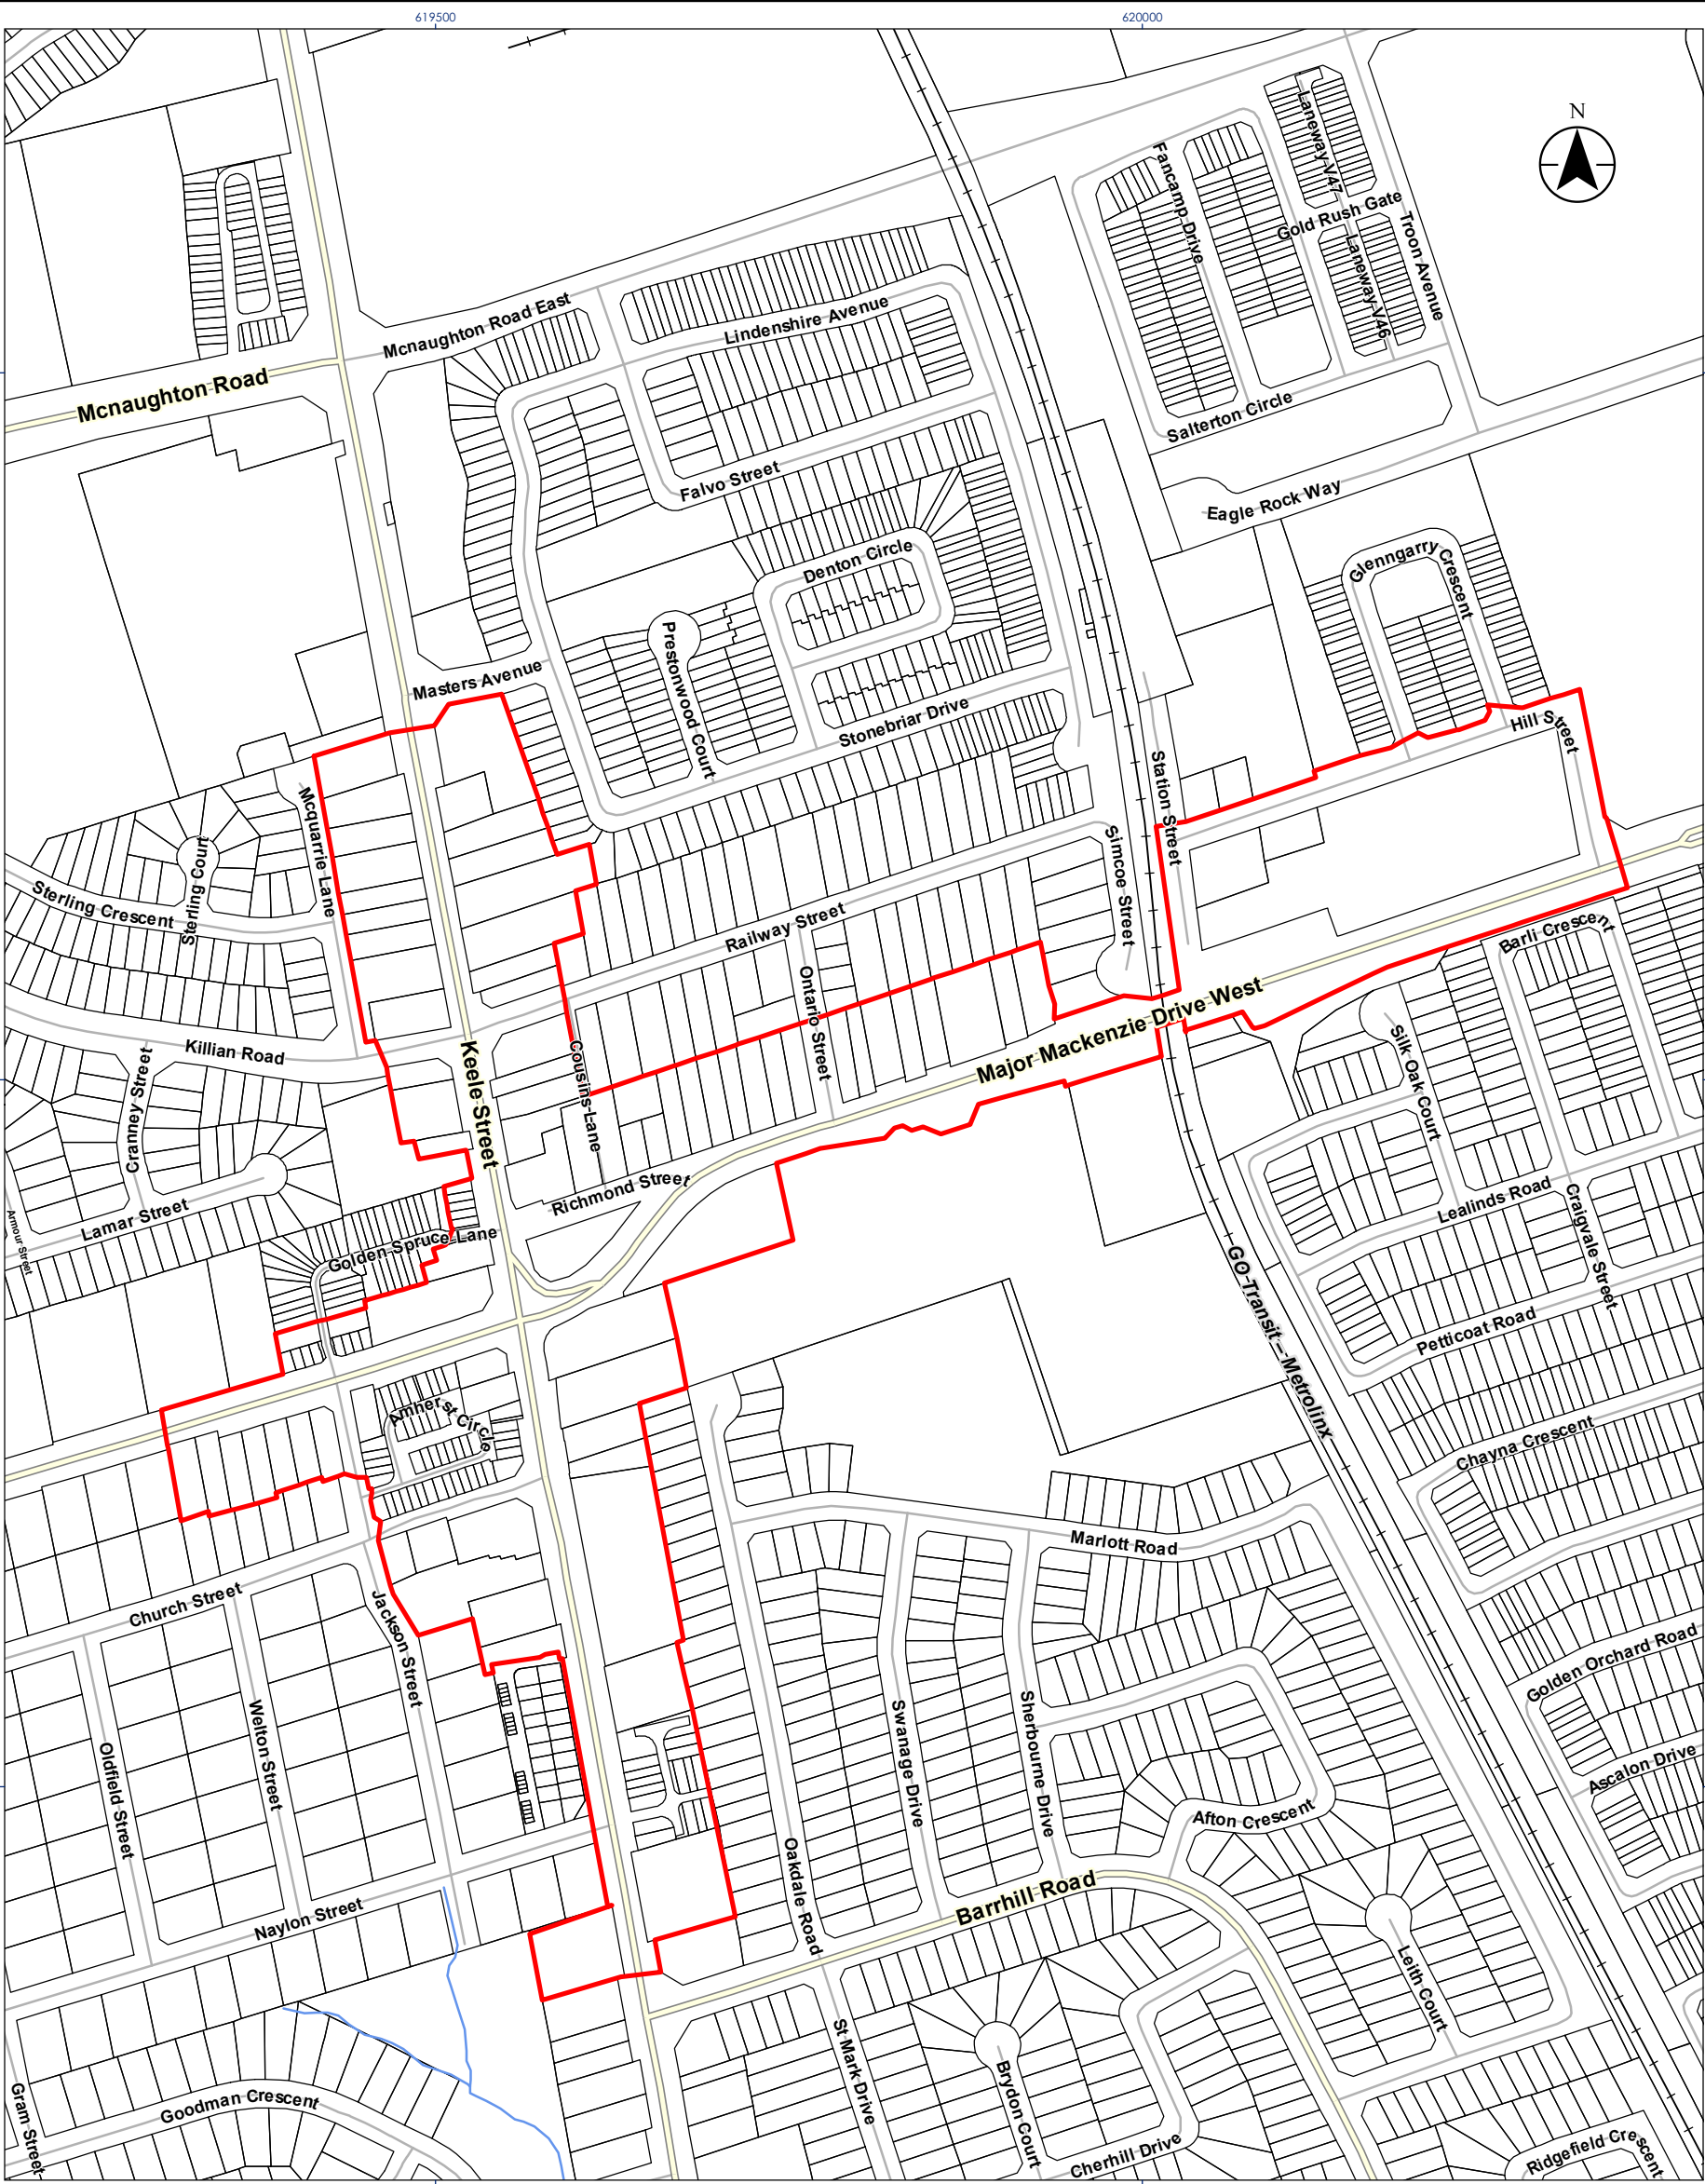 619500
620000
N
Laneway V47
Fancamp Drive
Gold Rush Gate
Troon Avenue
Laneway V46
Mcnaughton Road East
Lindenshire Avenue
Mcnaughton Road
Salterton Circle
Falvo Street
Eagle Rock Way
Denton Circle
Glenngarry Crescent
Prestonwood Court
Masters Avenue
Stonebriar Drive
Hill Street
Station Street
Mcquarrie Lane
Sterling Court
Simcoe Street
Sterling Crescent
Railway Street
Barli Crescent
Ontario Street
Major Mackenzie Drive West
Killian Road
Keele Street
Cousins Lane
Silk Oak Court
Cranney Street
Richmond Street
Lealinds Road
Craigvale Street
Lamar Street
Armour Street
Golden Spruce Lane
GO Transit - Metrolinx
Petticoat Road
Amherst Circle
Chayna Crescent
Marlott Road
Church Street
Jackson Street
Golden Orchard Road
Welton Street
Oldfield Street
Swanage Drive
Sherbourne Drive
Ascalon Drive
Afton Crescent
Oakdale Road
Barrhill Road
Naylon Street
Leith Court
St Mark Drive
Brydon Court
Gram Street
Goodman Crescent
Cherhill Drive
Ridgefield Crescent